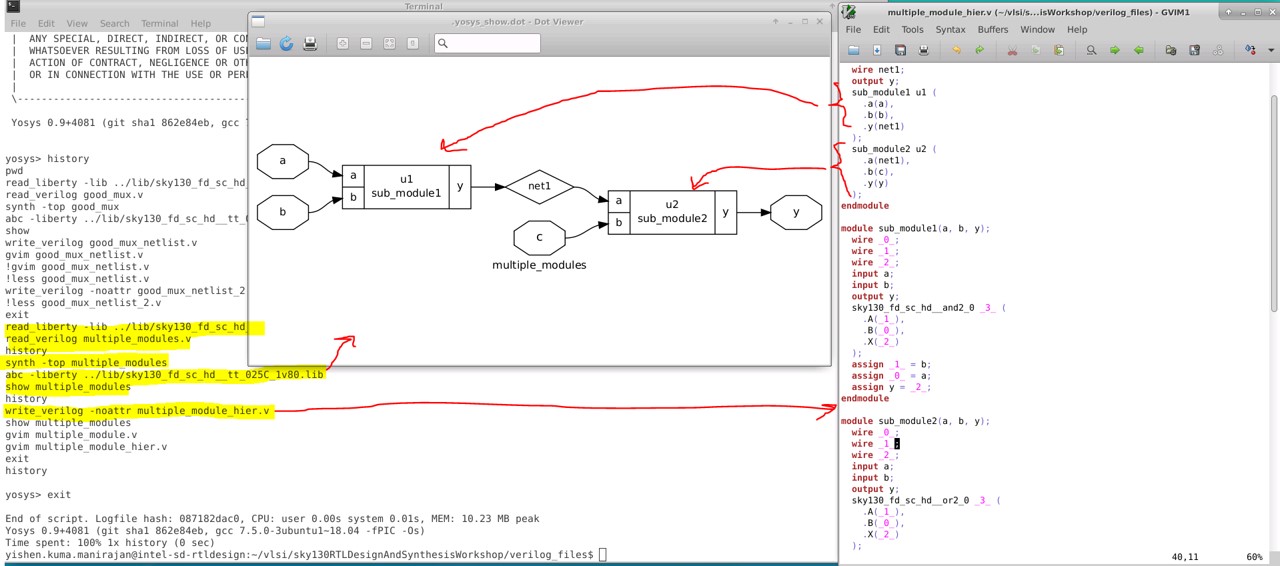 Terminal
File Edit View Search Terminal Help
| ANY SPECIAL, DIRECT, INDIRECT, OR CON
| WHATSOEVER RESULTING FROM LOSS OF USE
| ACTION OF CONTRACT, NEGLIGENCE OR OTH
| OR IN CONNECTION WITH THE USE OR PERF
|
\----------------------------------------
Yosys 0.9+4081 (git sha1 862e84eb, gcc 7
yosys> history
pwd
read_liberty -lib ../lib/sky130_fd_sc_hd_
read_verilog good_mux.v
synth -top good_mux
abc -liberty ../lib/sky130_fd_sc_hd__tt_0
show
write_verilog good_mux_netlist.v
gvim good_mux_netlist.v
!gvim good_mux_netlist.v
!less good_mux_netlist.v
write_verilog -noattr good_mux_netlist_2
!less good_mux_netlist_2.v
exit
read_liberty -lib ../lib/sky130_fd_sc_hd_
read_verilog multiple_modules.v
history
synth -top multiple_modules
abc -liberty ../lib/sky130_fd_sc_hd__tt_025C_1v80.lib
show multiple_modules
history
write_verilog -noattr multiple_module_hier.v
show multiple_modules
gvim multiple_module.v
gvim multiple_module_hier.v
exit
history
yosys> exit
End of script. Logfile hash: 087182dac0, CPU: user 0.00s system 0.01s, MEM: 10.23 MB peak
Yosys 0.9+4081 (git sha1 862e84eb, gcc 7.5.0-3ubuntu1~18.04 -fPIC -Os)
Time spent: 100% 1x history (0 sec)
yishen.kuma.manirajan@intel-sd-rtldesign:~/vlsi/sky130RTLDesignAndSynthesisWorkshop/verilog_files$
.yosys_show.dot - Dot Viewer
a
b
a
b
u1
sub_module1
y
net1
c
a
b
u2
sub_module2
y
y
multiple_modules
multiple_module_hier.v (~/vlsi/s...isWorkshop/verilog_files) - GVIM1
File Edit Tools Syntax Buffers Window Help
wire net1;
output y;
sub_module1 u1 (
.a(a),
.b(b),
.y(net1)
);
sub_module2 u2 (
.a(net1),
.b(c),
.y(y)
);
endmodule
module sub_module1(a, b, y);
wire _0_;
wire _1_;
wire _2_;
input a;
input b;
output y;
sky130_fd_sc_hd__and2_0 _3_ (
.A(_1_),
.B(_0_),
.X(_2_)
);
assign _1_ = b;
assign _0_ = a;
assign y = _2_;
endmodule
module sub_module2(a, b, y);
wire _0_;
wire _1_;
wire _2_;
input a;
input b;
output y;
sky130_fd_sc_hd__or2_0 _3_ (
.A(_1_),
.B(_0_),
.X(_2_)
);
40,11 60%